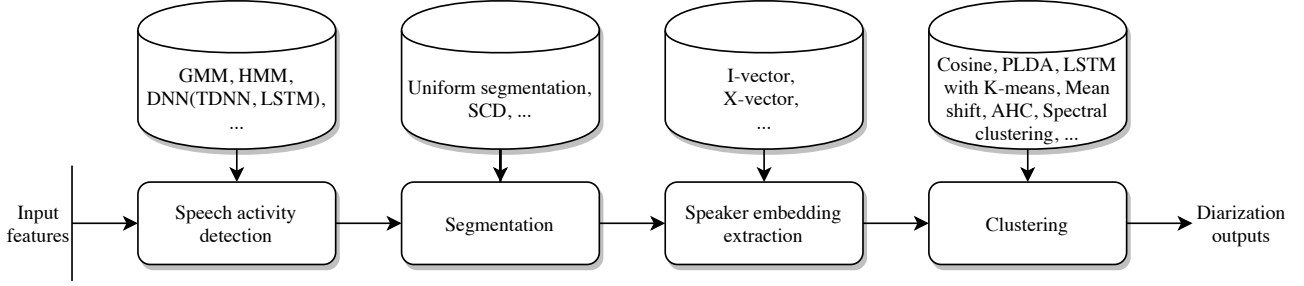 GMM, HMM,
DNN(TDNN, LSTM),
...
Uniform segmentation,
SCD, ...
I-vector,
X-vector,
...
Cosine, PLDA, LSTM
with K-means, Mean
shift, AHC, Spectral
clustering, ...
Input
features
Speech activity
detection
Segmentation
Speaker embedding
extraction
Clustering
Diarization
outputs